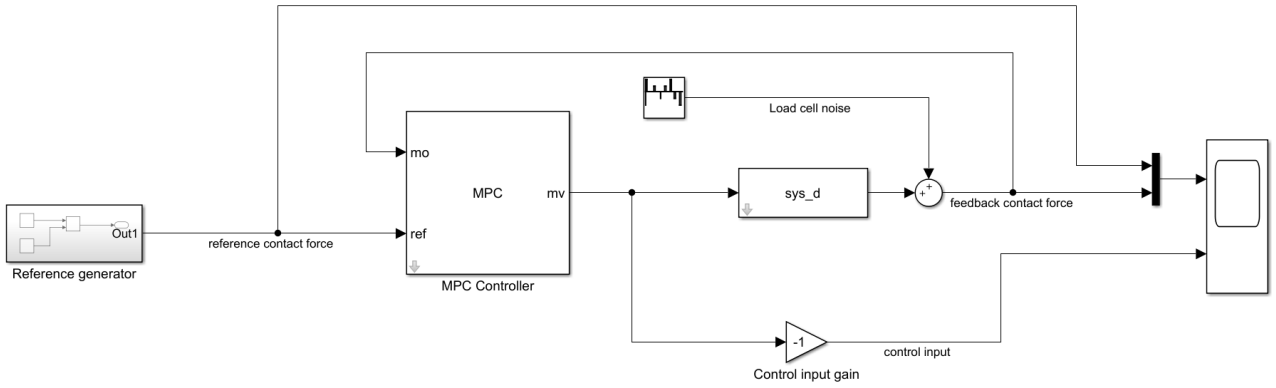 Load cell noise
mo
MPC
mv
sys_d
+
+
feedback contact force
Out1
reference contact force
ref
Reference generator
MPC Controller
-1
control input
Control input gain